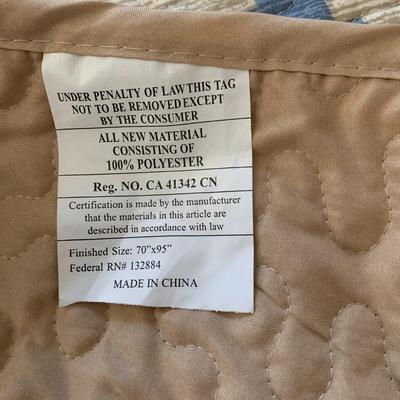 UNDER PENALTY OF LAW THIS TAG
NOT TO BE REMOVED EXCEPT
BY THE CONSUMER
ALL NEW MATERIAL
CONSISTING OF
100% POLYESTER
Reg. NO. CA 41342 CN
Certification is made by the manufacturer
that the materials in this article are
described in accordance with law
Finished Size: 70”x95”
Federal RN# 132884
MADE IN CHINA